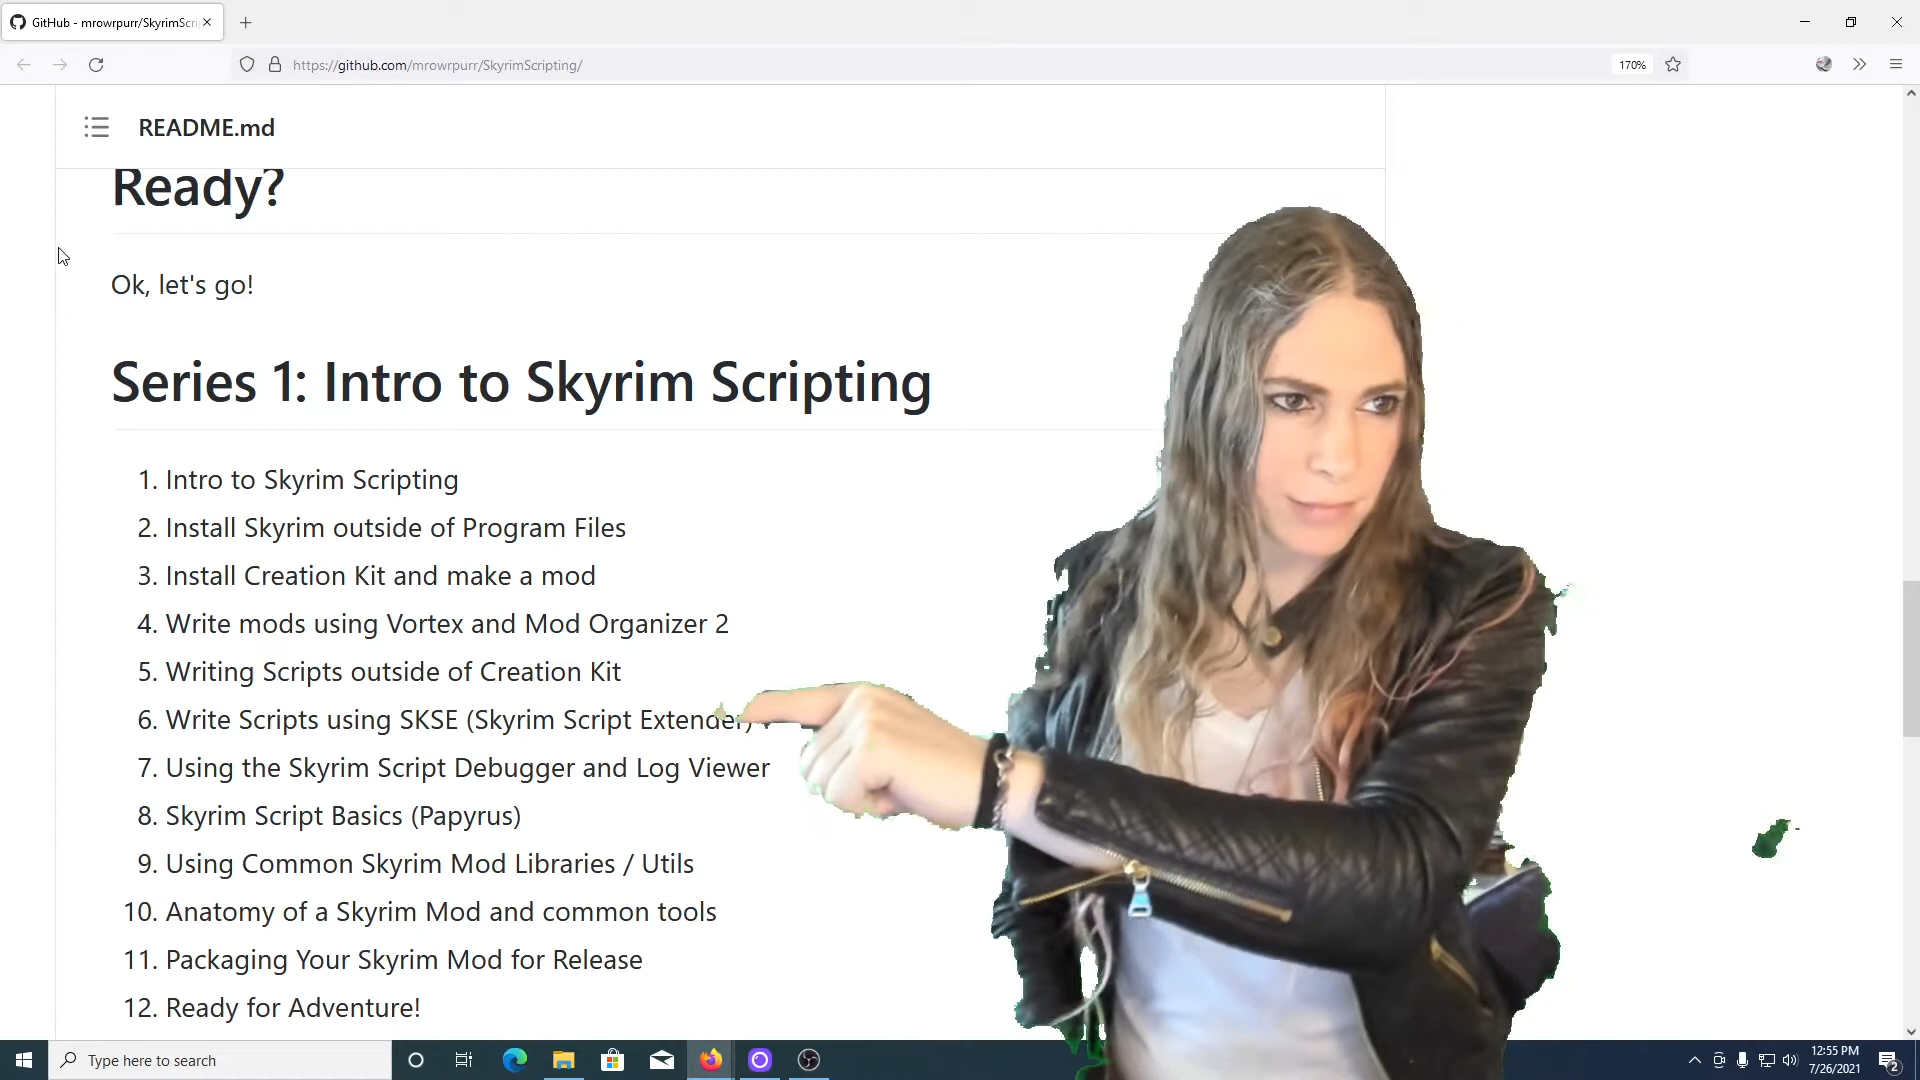 GitHub - mrowrpurr/SkyrimScri
https://github.com/mrowrpurr/SkyrimScripting/
170%
README.md
Ready?
Ok, let's go!
Series 1: Intro to Skyrim Scripting
1. Intro to Skyrim Scripting
2. Install Skyrim outside of Program Files
3. Install Creation Kit and make a mod
4. Write mods using Vortex and Mod Organizer 2
5. Writing Scripts outside of Creation Kit
6. Write Scripts using SKSE (Skyrim Script Extender)
7. Using the Skyrim Script Debugger and Log Viewer
8. Skyrim Script Basics (Papyrus)
9. Using Common Skyrim Mod Libraries / Utils
10. Anatomy of a Skyrim Mod and common tools
11. Packaging Your Skyrim Mod for Release
12. Ready for Adventure!
Type here to search
12:55 PM
7/26/2021
2